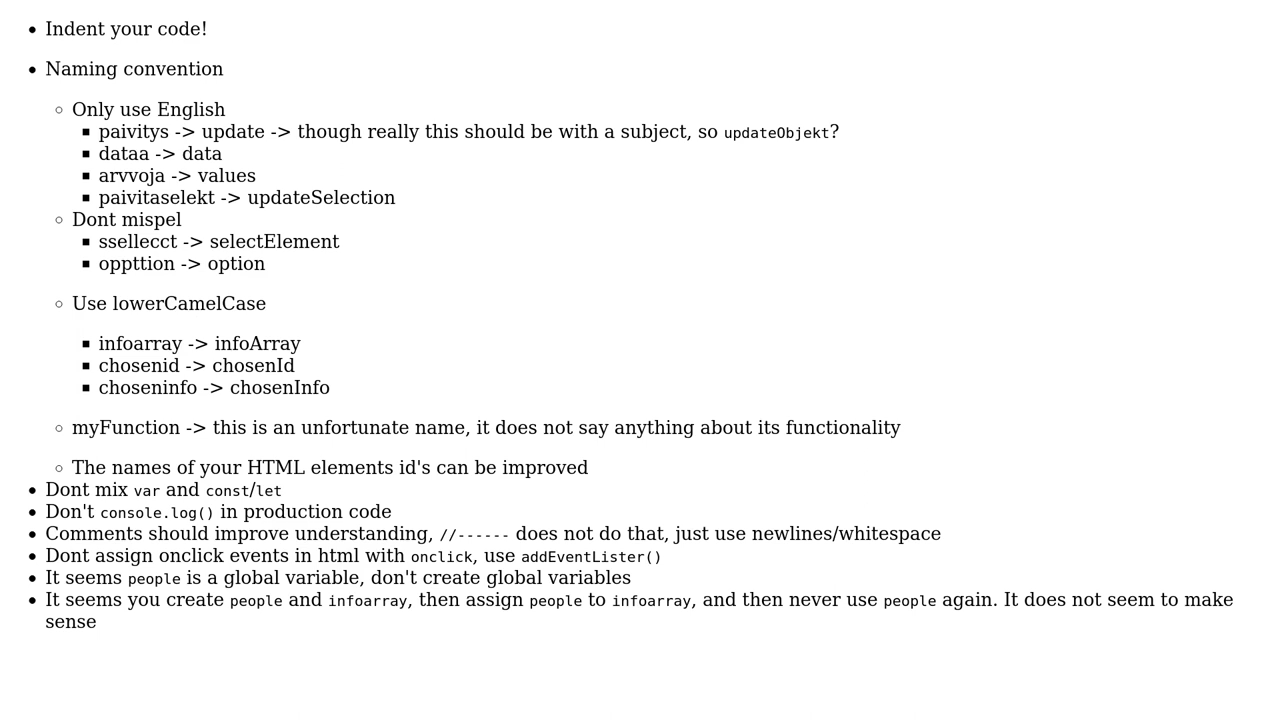 Indent your code!
Naming convention
Only use English
paivitys -> update -> though really this should be with a subject, so updateObjekt?
dataa -> data
arvvoja -> values
paivitaselekt -> updateSelection
Dont mispel
ssellecct -> selectElement
oppttion -> option
Use lowerCamelCase
infoarray -> infoArray
chosenid -> chosenId
choseninfo -> chosenInfo
myFunction -> this is an unfortunate name, it does not say anything about its functionality
The names of your HTML elements id's can be improved
Dont mix var and const/let
Don't console.log() in production code
Comments should improve understanding, //------ does not do that, just use newlines/whitespace
Dont assign onclick events in html with onclick, use addEventLister()
It seems people is a global variable, don't create global variables
It seems you create people and infoarray, then assign people to infoarray, and then never use people again. It does not seem to make
sense